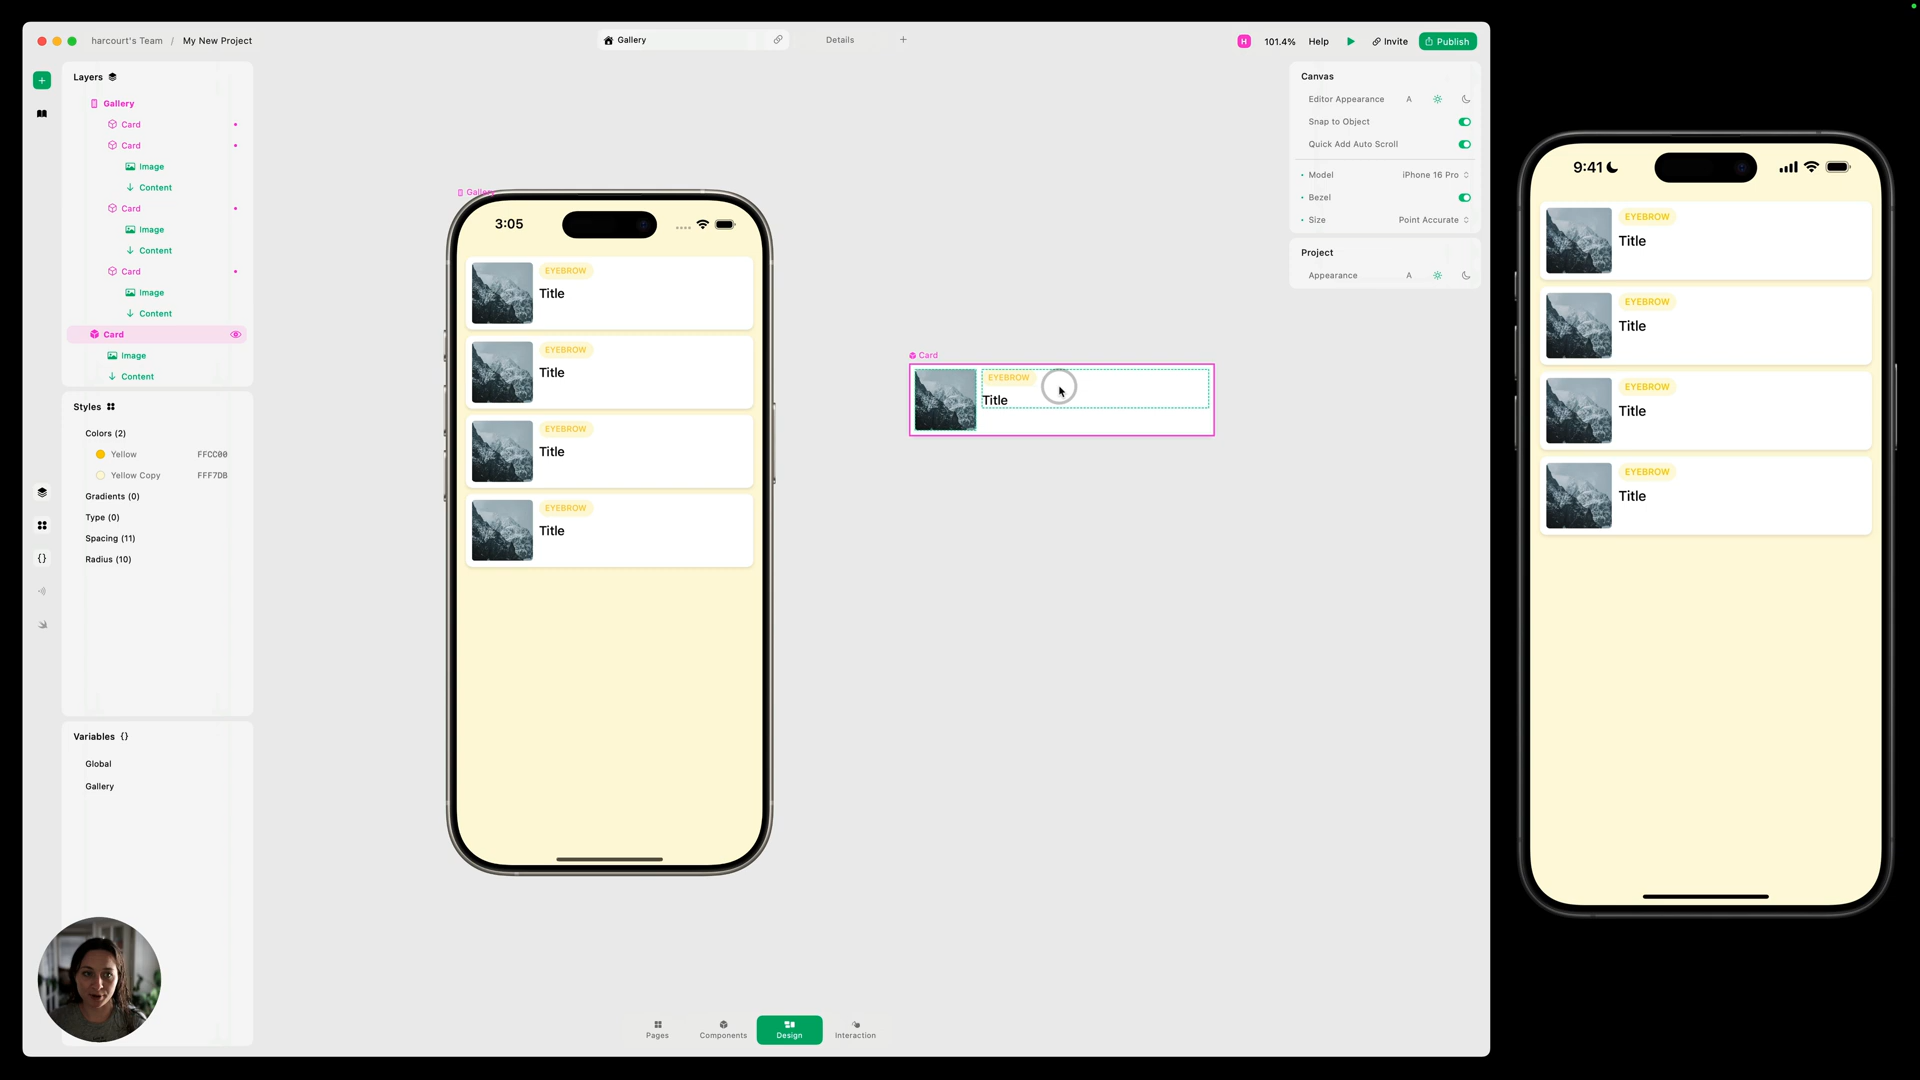 harcourt's Team / My New Project
Gallery
Details
H 101.4% Help Invite Publish
Layers
Gallery
Card
Card
Image
Content
Card
Image
Content
Card
Image
Content
Card
Image
Content
Styles
Colors (2)
Yellow FFCC00
Yellow Copy FFF7DB
Gradients (0)
Type (0)
Spacing (11)
Radius (10)
Variables {}
Global
Gallery
Gallery
3:05
EYEBROW
Title
EYEBROW
Title
EYEBROW
Title
EYEBROW
Title
Card
EYEBROW
Title
Canvas
Editor Appearance A
Snap to Object
Quick Add Auto Scroll
Model iPhone 16 Pro
Bezel
Size Point Accurate
Project
Appearance A
9:41
EYEBROW
Title
EYEBROW
Title
EYEBROW
Title
EYEBROW
Title
Pages
Components
Design
Interaction